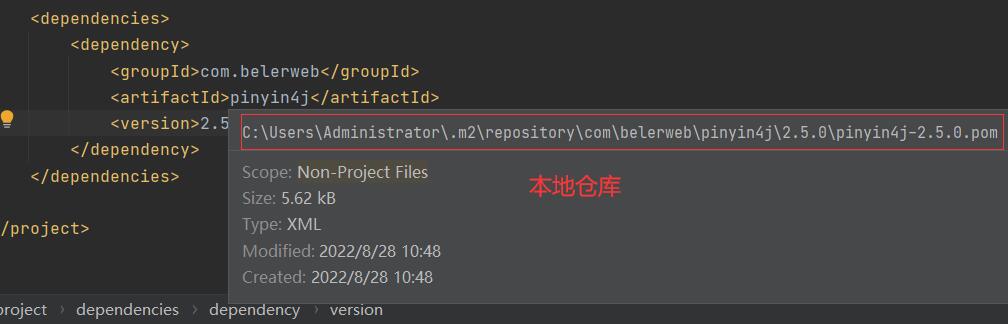 <dependencies>
<dependency>
<groupId>com.belerweb</groupId>
<artifactId>pinyin4j</artifactId>
<version>2.5
C:\Users\Administrator\.m2\repository\com\belerweb\pinyin4j\2.5.0\pinyin4j-2.5.0.pom
</dependency>
Scope: Non-Project Files
</dependencies>
本地仓库
Size: 5.62 kB
Type: XML
/project>
Modified: 2022/8/28 10:48
Created: 2022/8/28 10:48
project › dependencies › dependency › version